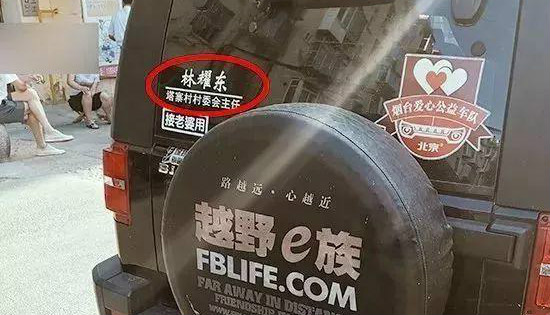 林耀东
塔寨村村委会主任
接老婆用
烟台爱心公益车队
北京
路越远·心越近
越野e族
FBLIFE.COM
FAR AWAY IN DISTANCE
FRIENDSHIP